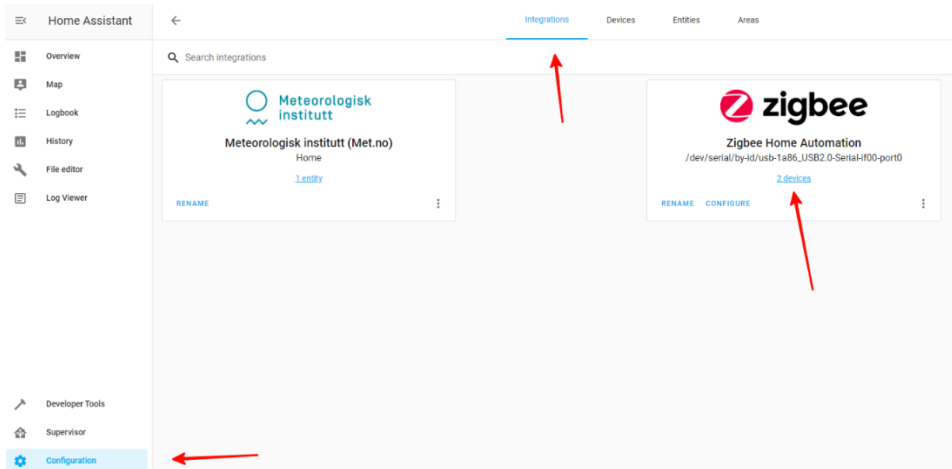 Home Assistant
Integrations
Devices
Entities
Areas
Overview
Map
Logbook
History
File editor
Log Viewer
Developer Tools
Supervisor
Configuration
Search integrations
Meteorologisk
institutt
Meteorologisk institutt (Met.no)
Home
1 entity
RENAME
zigbee
Zigbee Home Automation
/dev/serial/by-id/usb-1a86_USB2.0-Serial-if00-port0
2 devices
RENAME CONFIGURE